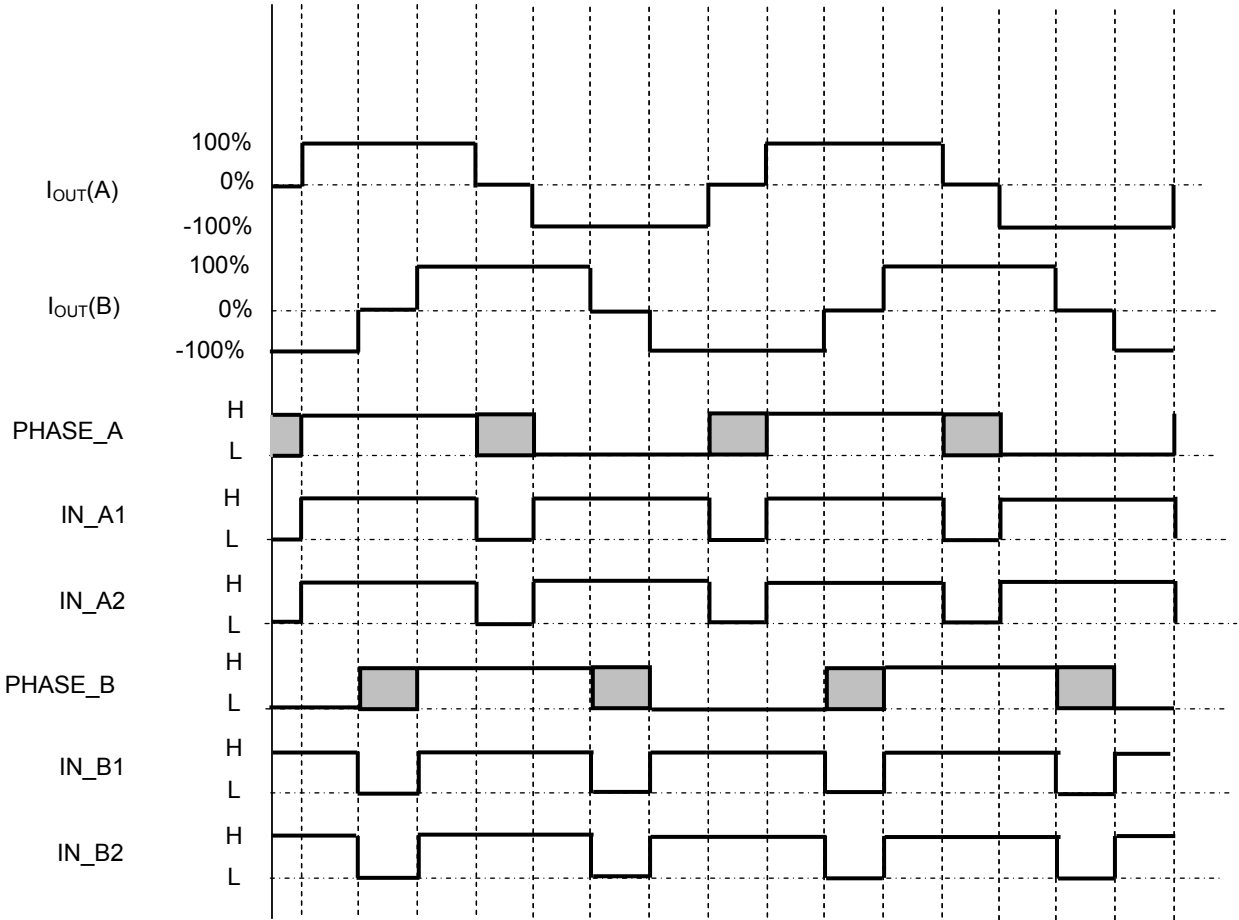 100%
I_OUT(A) 0%
-100%
100%
I_OUT(B) 0%
-100%
H
PHASE_A
L
H
IN_A1
L
H
IN_A2
L
H
PHASE_B
L
H
IN_B1
L
H
IN_B2
L